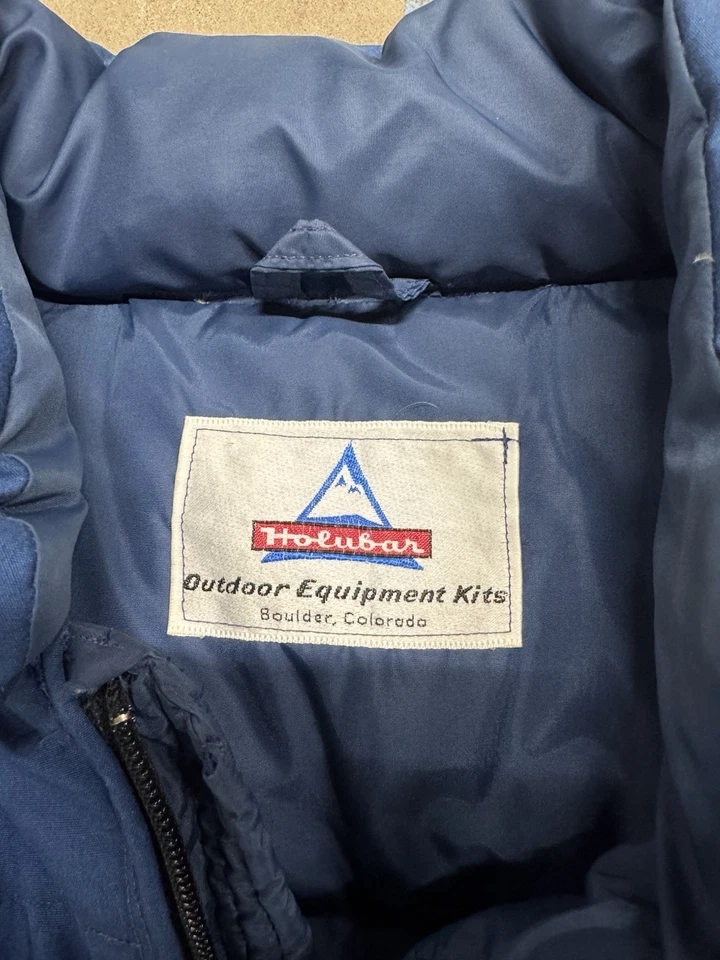 Holubar
Outdoor Equipment Kits
Boulder, Colorado